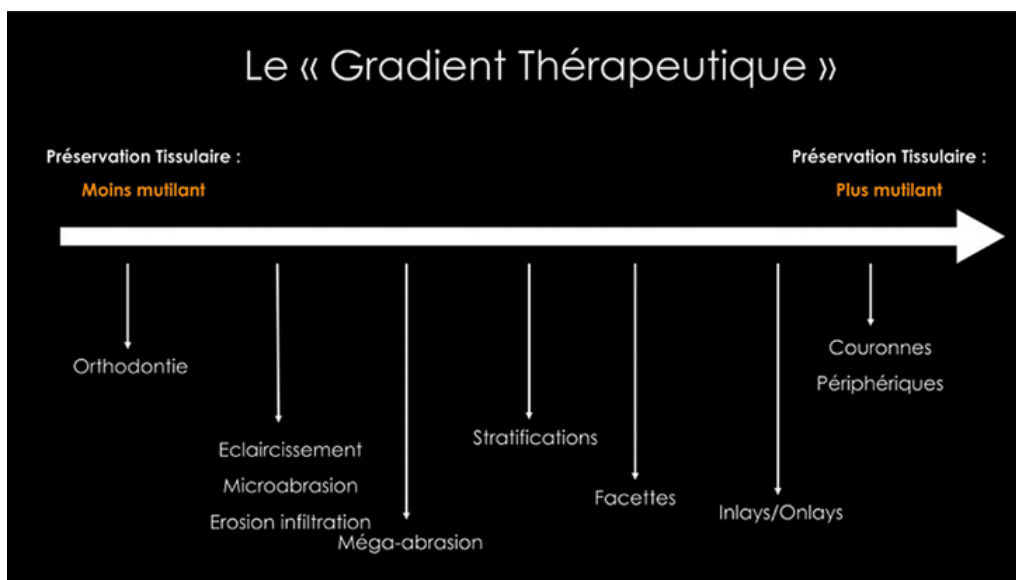 Le « Gradient Thérapeutique »
Préservation Tissulaire :
Moins mutilant
Préservation Tissulaire :
Plus mutilant
Orthodontie
Eclaircissement
Microabrasion
Erosion infiltration
Méga-abrasion
Stratifications
Facettes
Inlays/Onlays
Couronnes
Périphériques